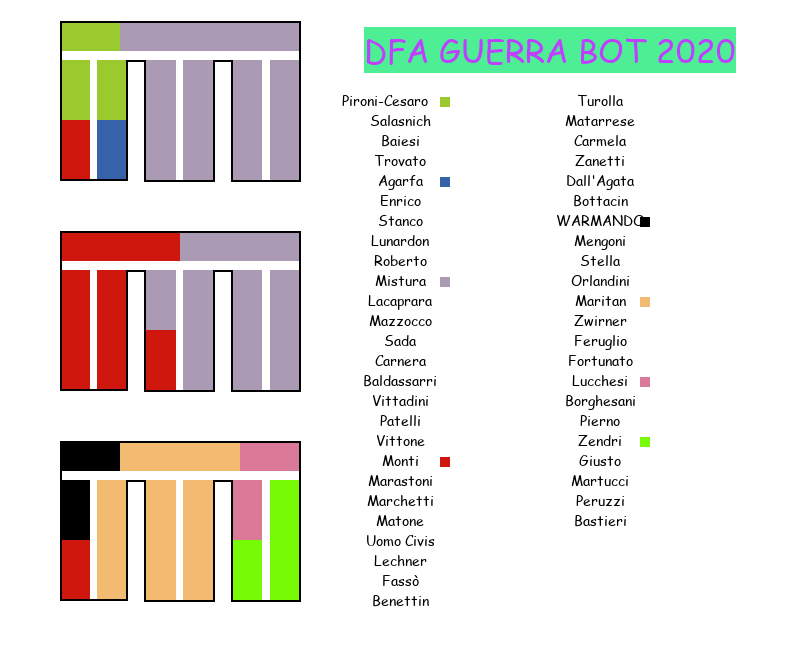 DFA GUERRA BOT 2020
Pironi-Cesaro
Salasnich
Baiesi
Trovato
Agarfa
Enrico
Stanco
Lunardon
Roberto
Mistura
Lacaprara
Mazzocco
Sada
Carnera
Baldassarri
Vittadini
Patelli
Vittone
Monti
Marastoni
Marchetti
Matone
Uomo Civis
Lechner
Fassò
Benettin
Turolla
Matarrese
Carmela
Zanetti
Dall'Agata
Bottacin
WARMANDO
Mengoni
Stella
Orlandini
Maritan
Zwirner
Feruglio
Fortunato
Lucchesi
Borghesani
Pierno
Zendri
Giusto
Martucci
Peruzzi
Bastieri